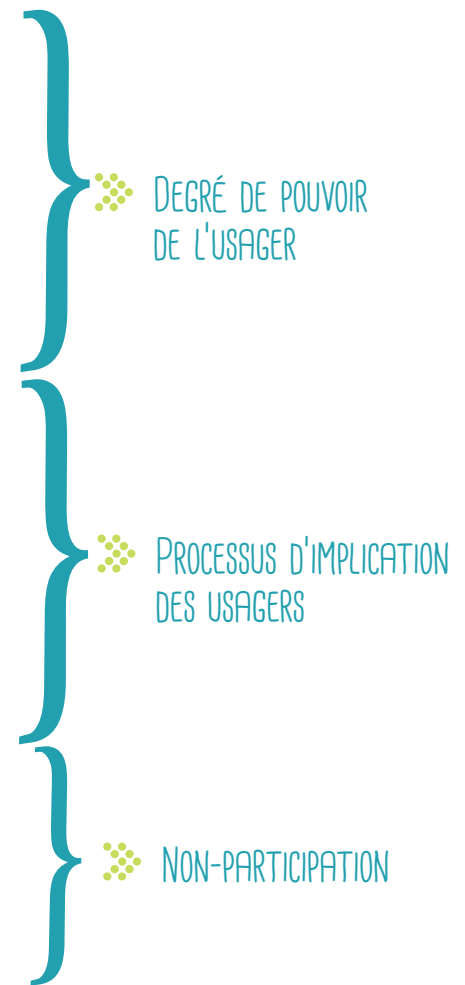 Degré de pouvoir
de l'usager
Processus d'implication
des usagers
Non-participation